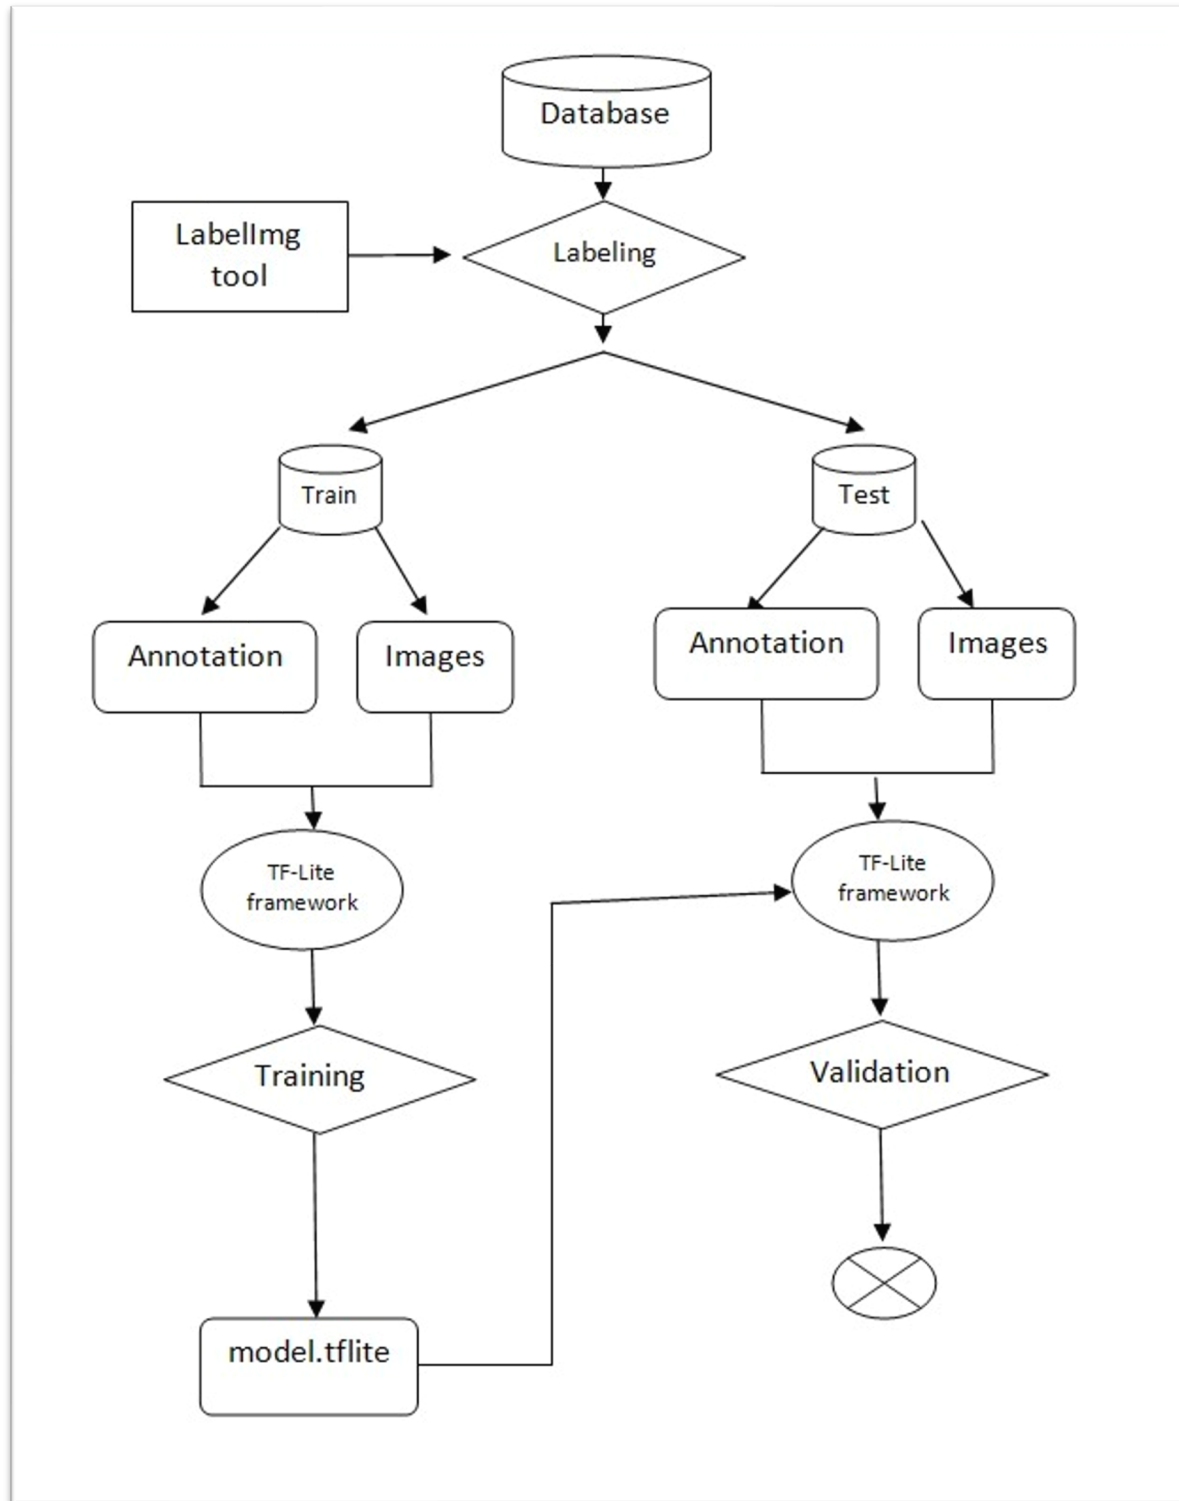 Database
LabelImg
tool
Labeling
Train
Test
Annotation
Images
Annotation
Images
TF-Lite
framework
TF-Lite
framework
Training
Validation
model.tflite